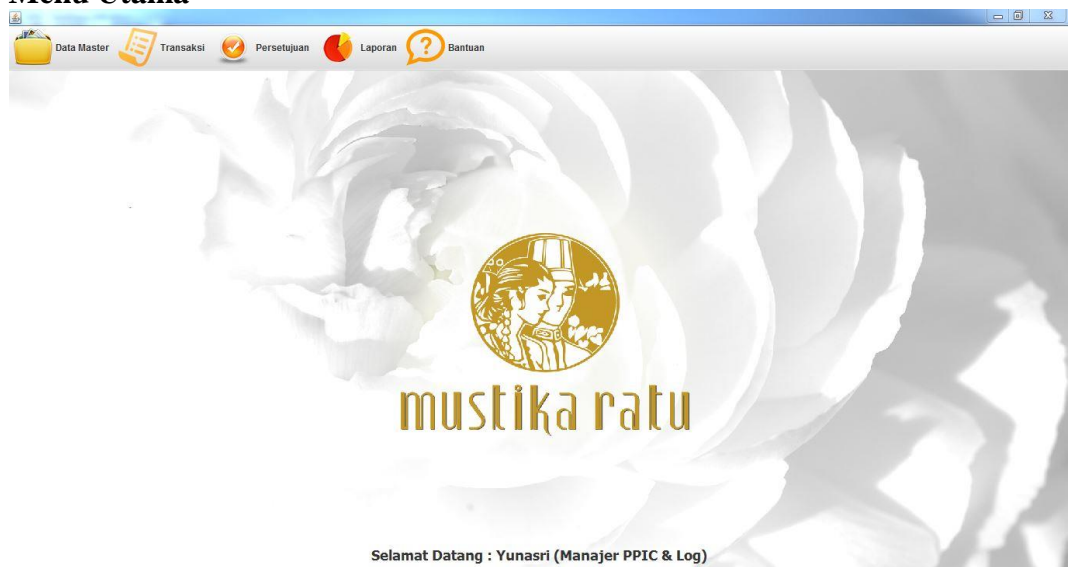 Menu Utama
Data Master Transaksi Persetujuan Laporan ? Bantuan
mustika ratu
Selamat Datang : Yunasri (Manajer PPIC & Log)